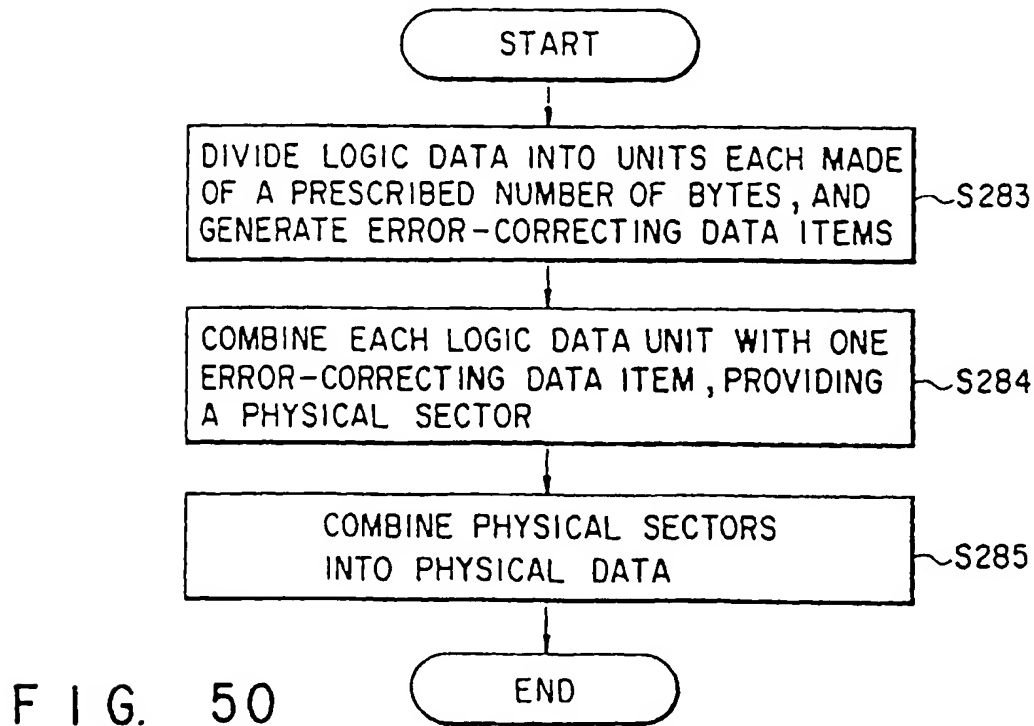 START
DIVIDE LOGIC DATA INTO UNITS EACH MADE
OF A PRESCRIBED NUMBER OF BYTES, AND
GENERATE ERROR-CORRECTING DATA ITEMS
S283
COMBINE EACH LOGIC DATA UNIT WITH ONE
ERROR-CORRECTING DATA ITEM, PROVIDING
A PHYSICAL SECTOR
S284
COMBINE PHYSICAL SECTORS
INTO PHYSICAL DATA
S285
END
FIG. 50